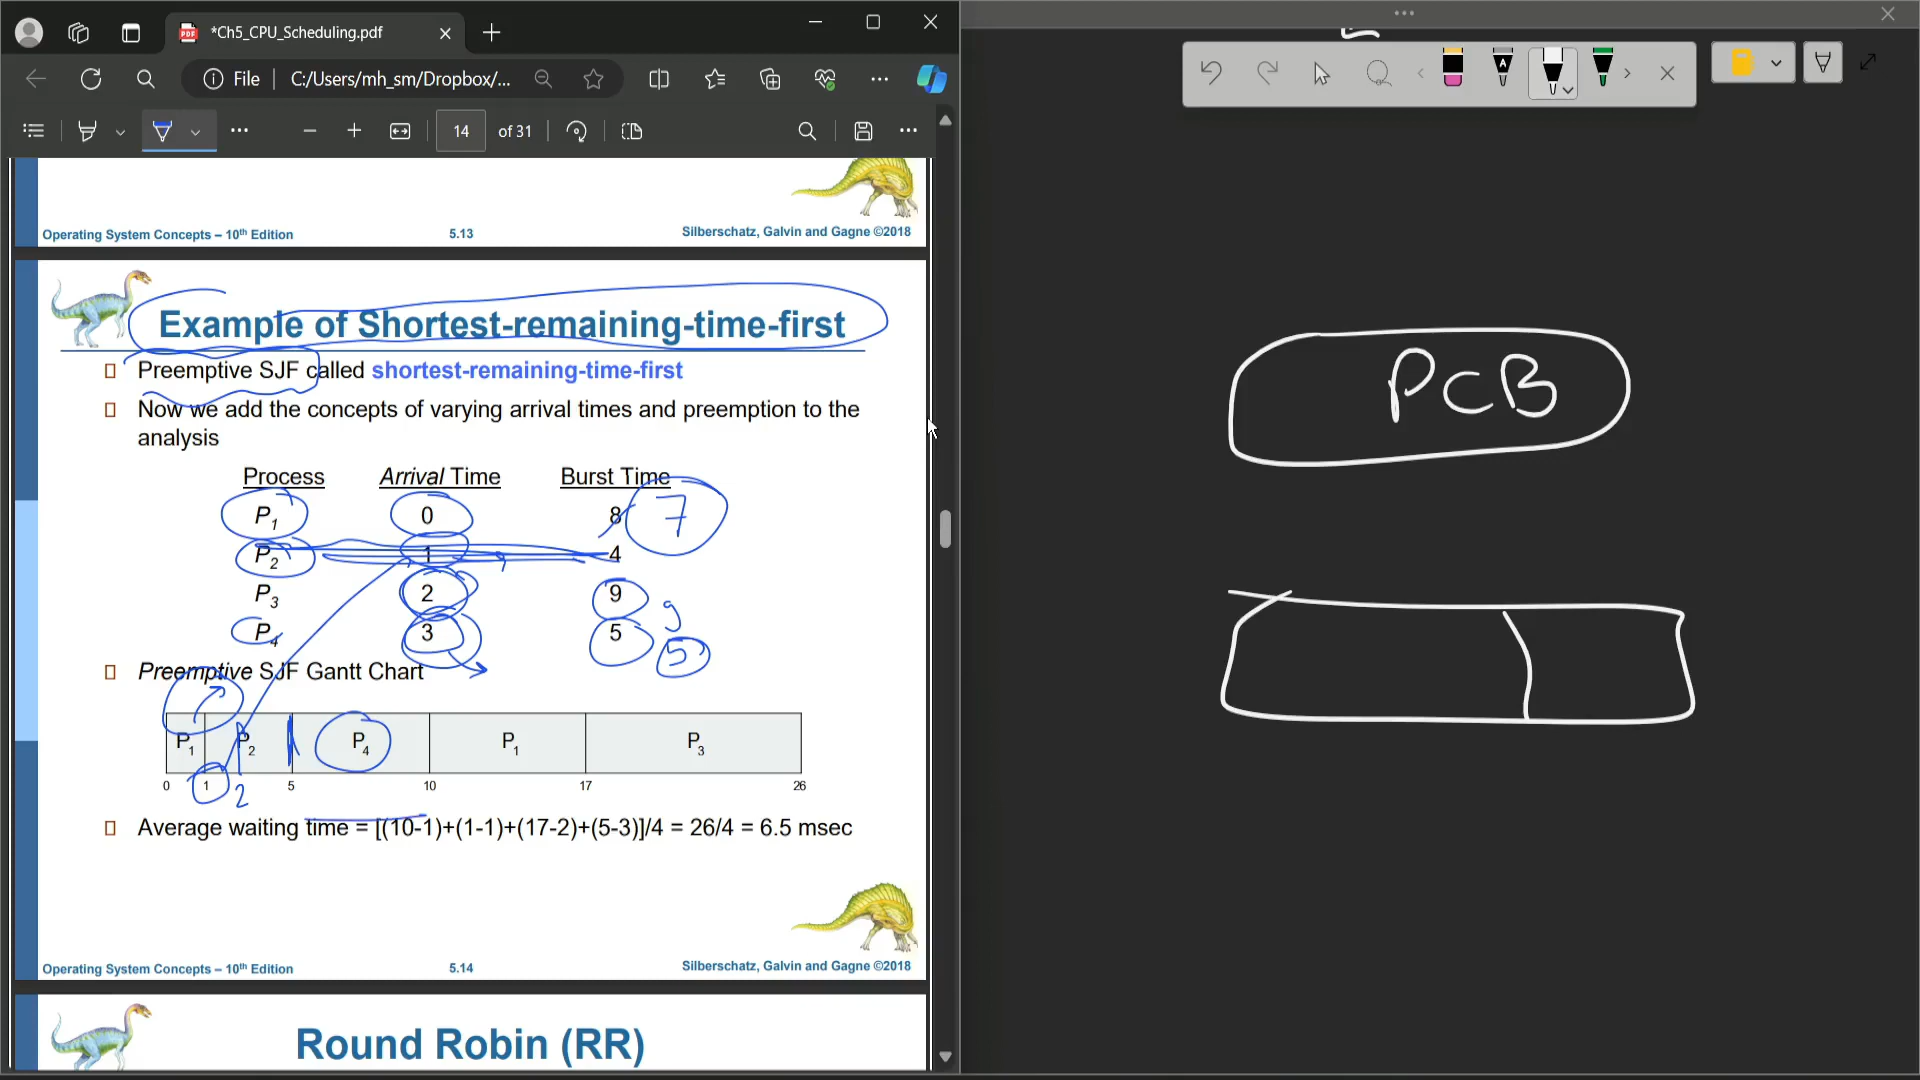 *Ch5_CPU_Scheduling.pdf
File | C:/Users/mh_sm/Dropbox/...
14 of 31
Operating System Concepts – 10th Edition 5.13 Silberschatz, Galvin and Gagne ©2018
Example of Shortest-remaining-time-first
Preemptive SJF called shortest-remaining-time-first
Now we add the concepts of varying arrival times and preemption to the
analysis
Process Arrival Time Burst Time
P1 0 8 7
P2 1 4
P3 2 9 9
P4 3 5 5
Preemptive SJF Gantt Chart
P1 P2 P4 P1 P3
0 1 5 10 17 26
2
Average waiting time = [(10-1)+(1-1)+(17-2)+(5-3)]/4 = 26/4 = 6.5 msec
Operating System Concepts – 10th Edition 5.14 Silberschatz, Galvin and Gagne ©2018
Round Robin (RR)
A
PCB